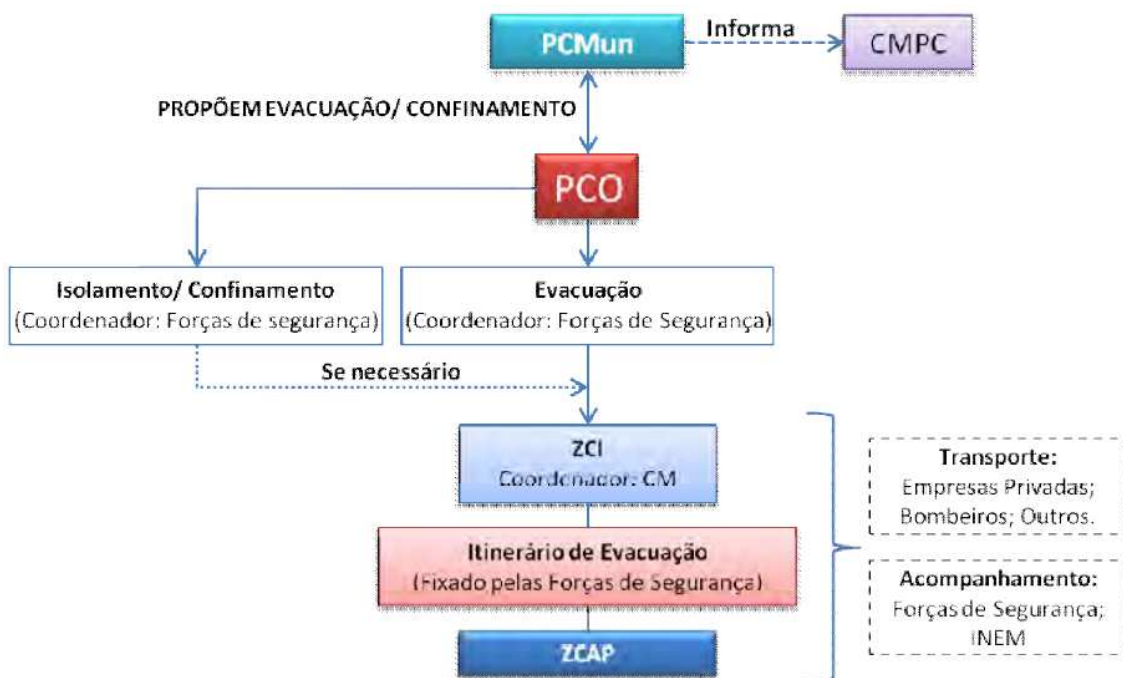 PCMun
Informa
CMPC
PROPÕEM EVACUAÇÃO/ CONFINAMENTO
PCO
Isolamento/ Confinamento
(Coordenador: Forças de segurança)
Evacuação
(Coordenador: Forças de Segurança)
Se necessário
ZCI
Coordenador: CM
Itinerário de Evacuação
(Fixado pelas Forças de Segurança)
ZCAP
Transporte:
Empresas Privadas;
Bombeiros; Outros.
Acompanhamento:
Forças de Segurança;
INEM